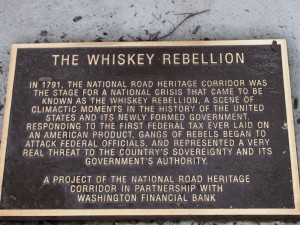 THE WHISKEY REBELLION
IN 1791, THE NATIONAL ROAD HERITAGE CORRIDOR WAS
THE STAGE FOR A NATIONAL CRISIS THAT CAME TO BE
KNOWN AS THE WHISKEY REBELLION, A SCENE OF
CLIMACTIC MOMENTS IN THE HISTORY OF THE UNITED
STATES AND ITS NEWLY FORMED GOVERNMENT.
RESPONDING TO THE FIRST FEDERAL TAX EVER LAID ON
AN AMERICAN PRODUCT, GANGS OF REBELS BEGAN TO
ATTACK FEDERAL OFFICIALS, AND REPRESENTED A VERY
REAL THREAT TO THE COUNTRY'S SOVEREIGNTY AND ITS
GOVERNMENT'S AUTHORITY.
A PROJECT OF THE NATIONAL ROAD HERITAGE
CORRIDOR IN PARTNERSHIP WITH
WASHINGTON FINANCIAL BANK